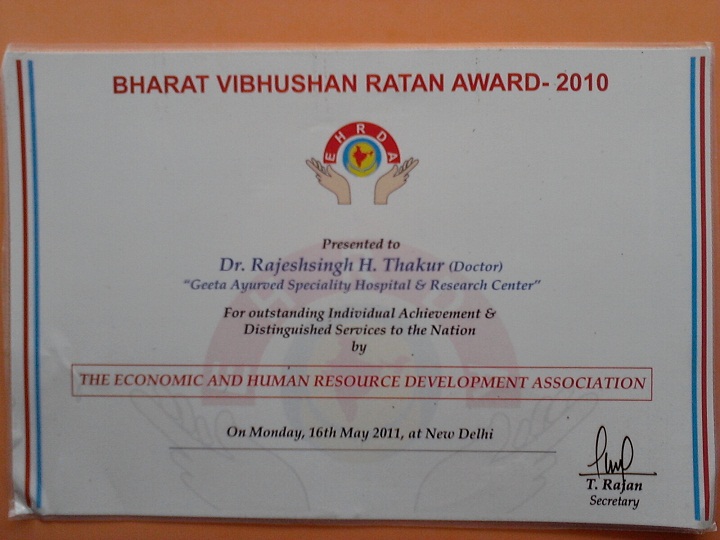 BHARAT VIBHUSHAN RATAN AWARD- 2010
EHRDA
Presented to
Dr. Rajeshsingh H. Thakur (Doctor)
“Geeta Ayurved Speciality Hospital & Research Center”
For outstanding Individual Achievement &
Distinguished Services to the Nation
by
THE ECONOMIC AND HUMAN RESOURCE DEVELOPMENT ASSOCIATION
On Monday, 16th May 2011, at New Delhi
T. Rajan
Secretary